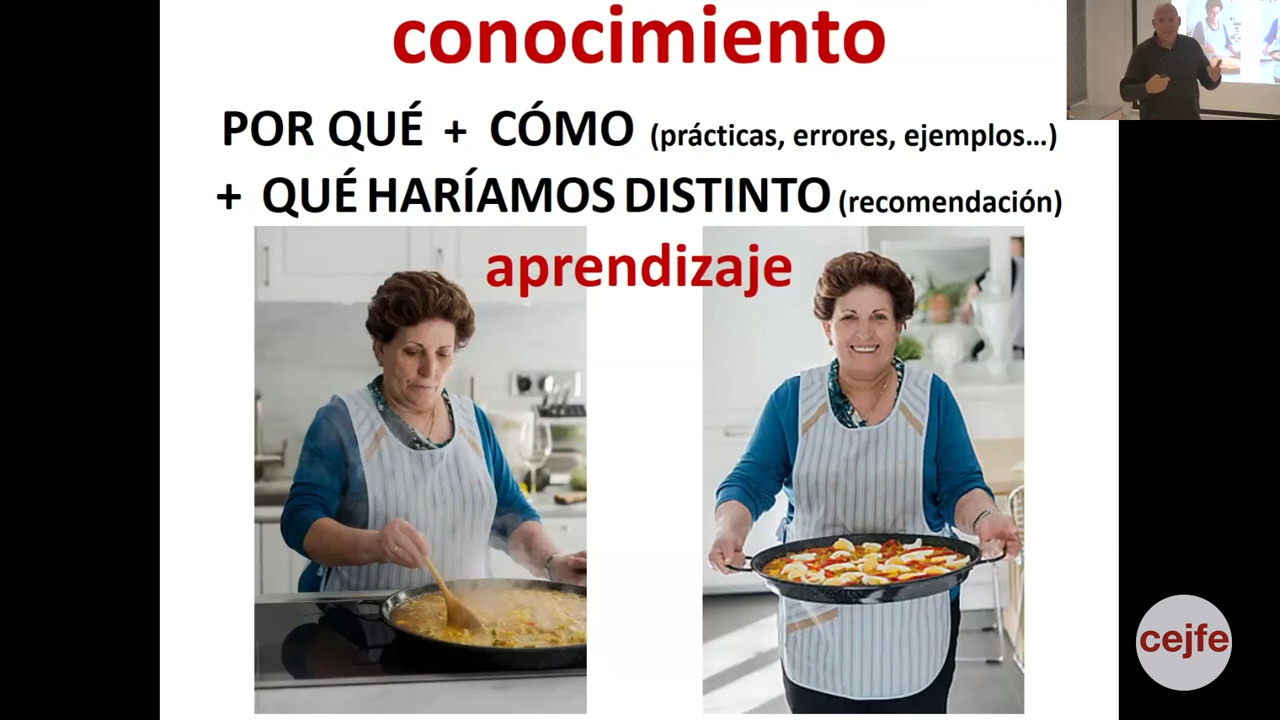 conocimiento
POR QUÉ + CÓMO (prácticas, errores, ejemplos...)
+ QUÉ HARÍAMOS DISTINTO (recomendación)
aprendizaje
cejfe